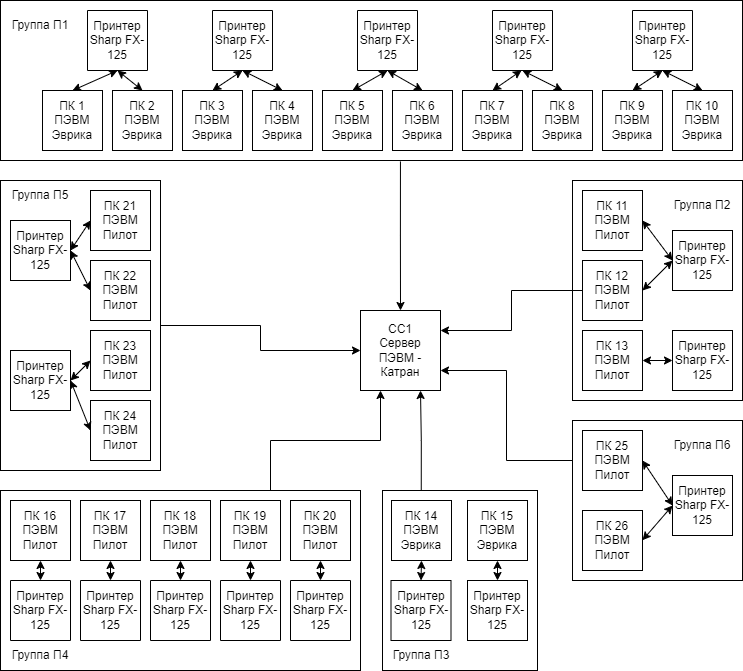 Группа П1
Принтер
Sharp FX-
125
Принтер
Sharp FX-
125
Принтер
Sharp FX-
125
Принтер
Sharp FX-
125
Принтер
Sharp FX-
125
ПК 1
ПЭВМ
Эврика
ПК 2
ПЭВМ
Эврика
ПК 3
ПЭВМ
Эврика
ПК 4
ПЭВМ
Эврика
ПК 5
ПЭВМ
Эврика
ПК 6
ПЭВМ
Эврика
ПК 7
ПЭВМ
Эврика
ПК 8
ПЭВМ
Эврика
ПК 9
ПЭВМ
Эврика
ПК 10
ПЭВМ
Эврика
Группа П5
Принтер
Sharp FX-
125
ПК 21
ПЭВМ
Пилот
ПК 22
ПЭВМ
Пилот
Принтер
Sharp FX-
125
ПК 23
ПЭВМ
Пилот
ПК 24
ПЭВМ
Пилот
СС1
Сервер
ПЭВМ -
Катран
Группа П2
ПК 11
ПЭВМ
Пилот
ПК 12
ПЭВМ
Пилот
Принтер
Sharp FX-
125
ПК 13
ПЭВМ
Пилот
Принтер
Sharp FX-
125
Группа П6
ПК 25
ПЭВМ
Пилот
ПК 26
ПЭВМ
Пилот
Принтер
Sharp FX-
125
ПК 16
ПЭВМ
Пилот
ПК 17
ПЭВМ
Пилот
ПК 18
ПЭВМ
Пилот
ПК 19
ПЭВМ
Пилот
ПК 20
ПЭВМ
Пилот
Принтер
Sharp FX-
125
Принтер
Sharp FX-
125
Принтер
Sharp FX-
125
Принтер
Sharp FX-
125
Принтер
Sharp FX-
125
Группа П4
ПК 14
ПЭВМ
Эврика
ПК 15
ПЭВМ
Эврика
Принтер
Sharp FX-
125
Принтер
Sharp FX-
125
Группа П3